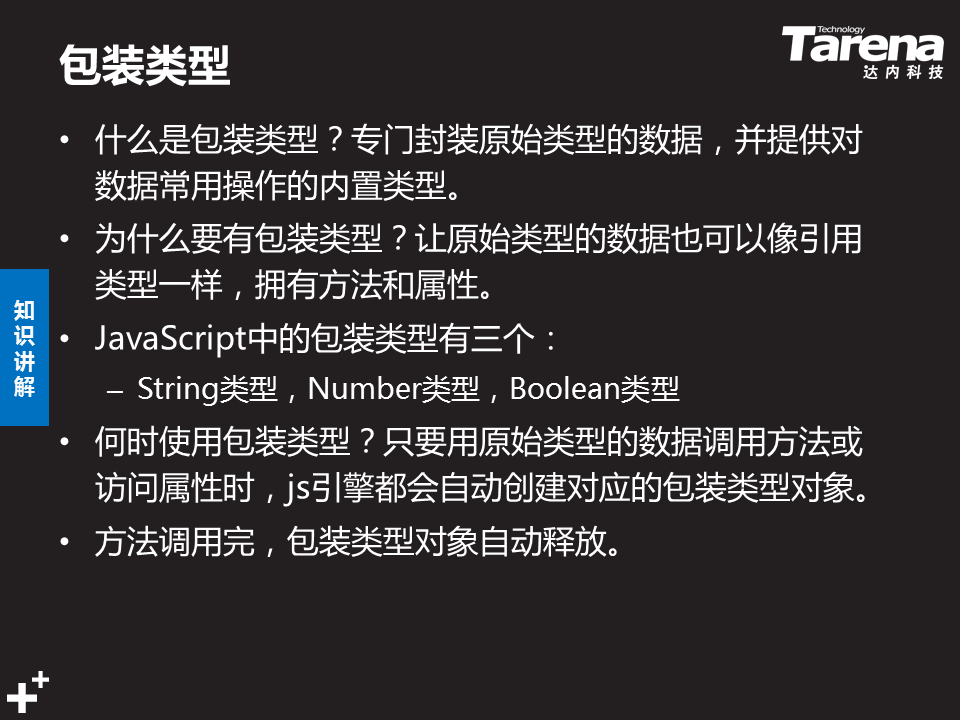 包装类型
Technology
Tarena
达内科技
• 什么是包装类型？专门封装原始类型的数据，并提供对
数据常用操作的内置类型。
• 为什么要有包装类型？让原始类型的数据也可以像引用
类型一样，拥有方法和属性。
知识讲解
• JavaScript中的包装类型有三个：
– String类型，Number类型，Boolean类型
• 何时使用包装类型？只要用原始类型的数据调用方法或
访问属性时，js引擎都会自动创建对应的包装类型对象。
• 方法调用完，包装类型对象自动释放。